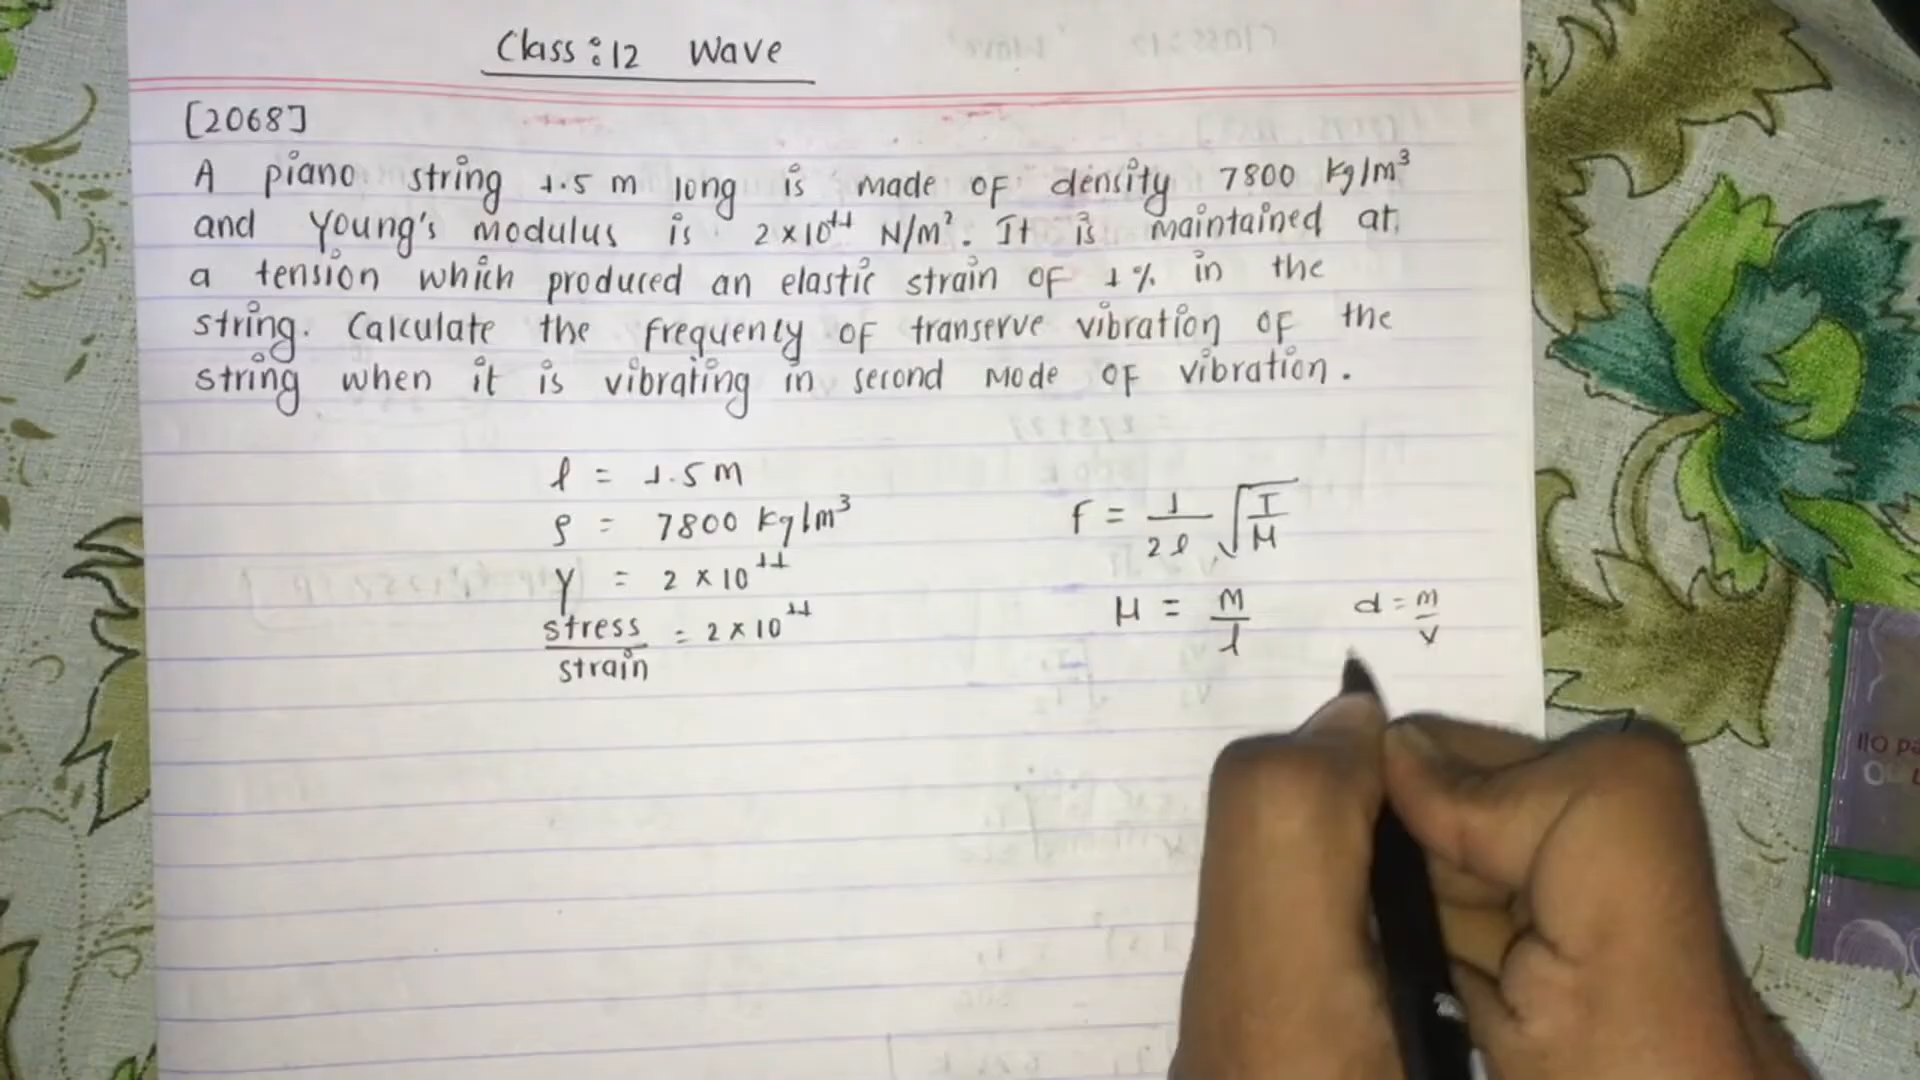 Class: 12 Wave
[2068]
A piano string 1.5 m long is made of density 7800 kg/m³
and Young's modulus is 2×10¹¹ N/m². It is maintained at
a tension which produced an elastic strain of 1% in the
string. Calculate the frequency of transerve vibration of the
string when it is vibrating in second mode of vibration.
l = 1.5 m
ρ = 7800 kg/m³
Y = 2 × 10¹¹
stress/strain = 2 × 10¹¹
f = 1/2l √T/μ
μ = m/l d = m/v